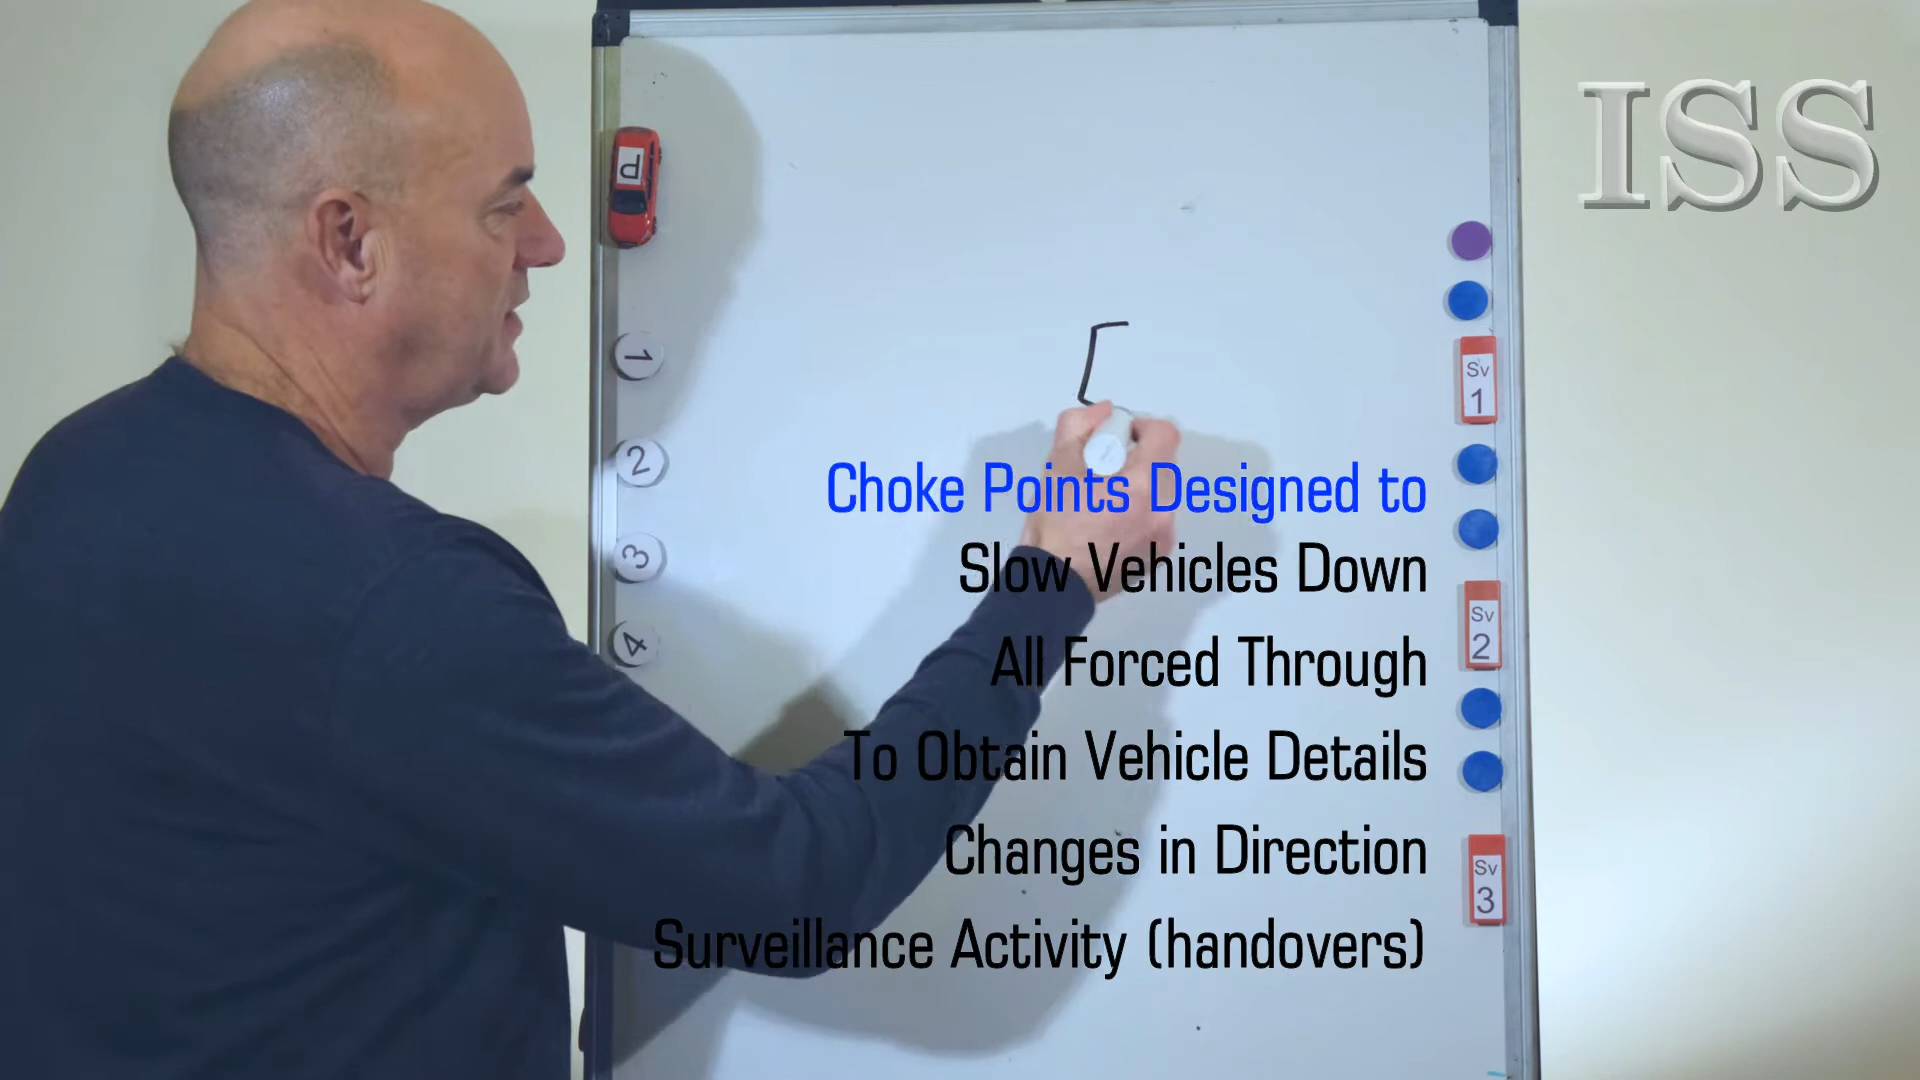 ISS
P
1
2
3
4
Sv
1
Sv
2
Sv
3
Choke Points Designed to
Slow Vehicles Down
All Forced Through
To Obtain Vehicle Details
Changes in Direction
Surveillance Activity (handovers)